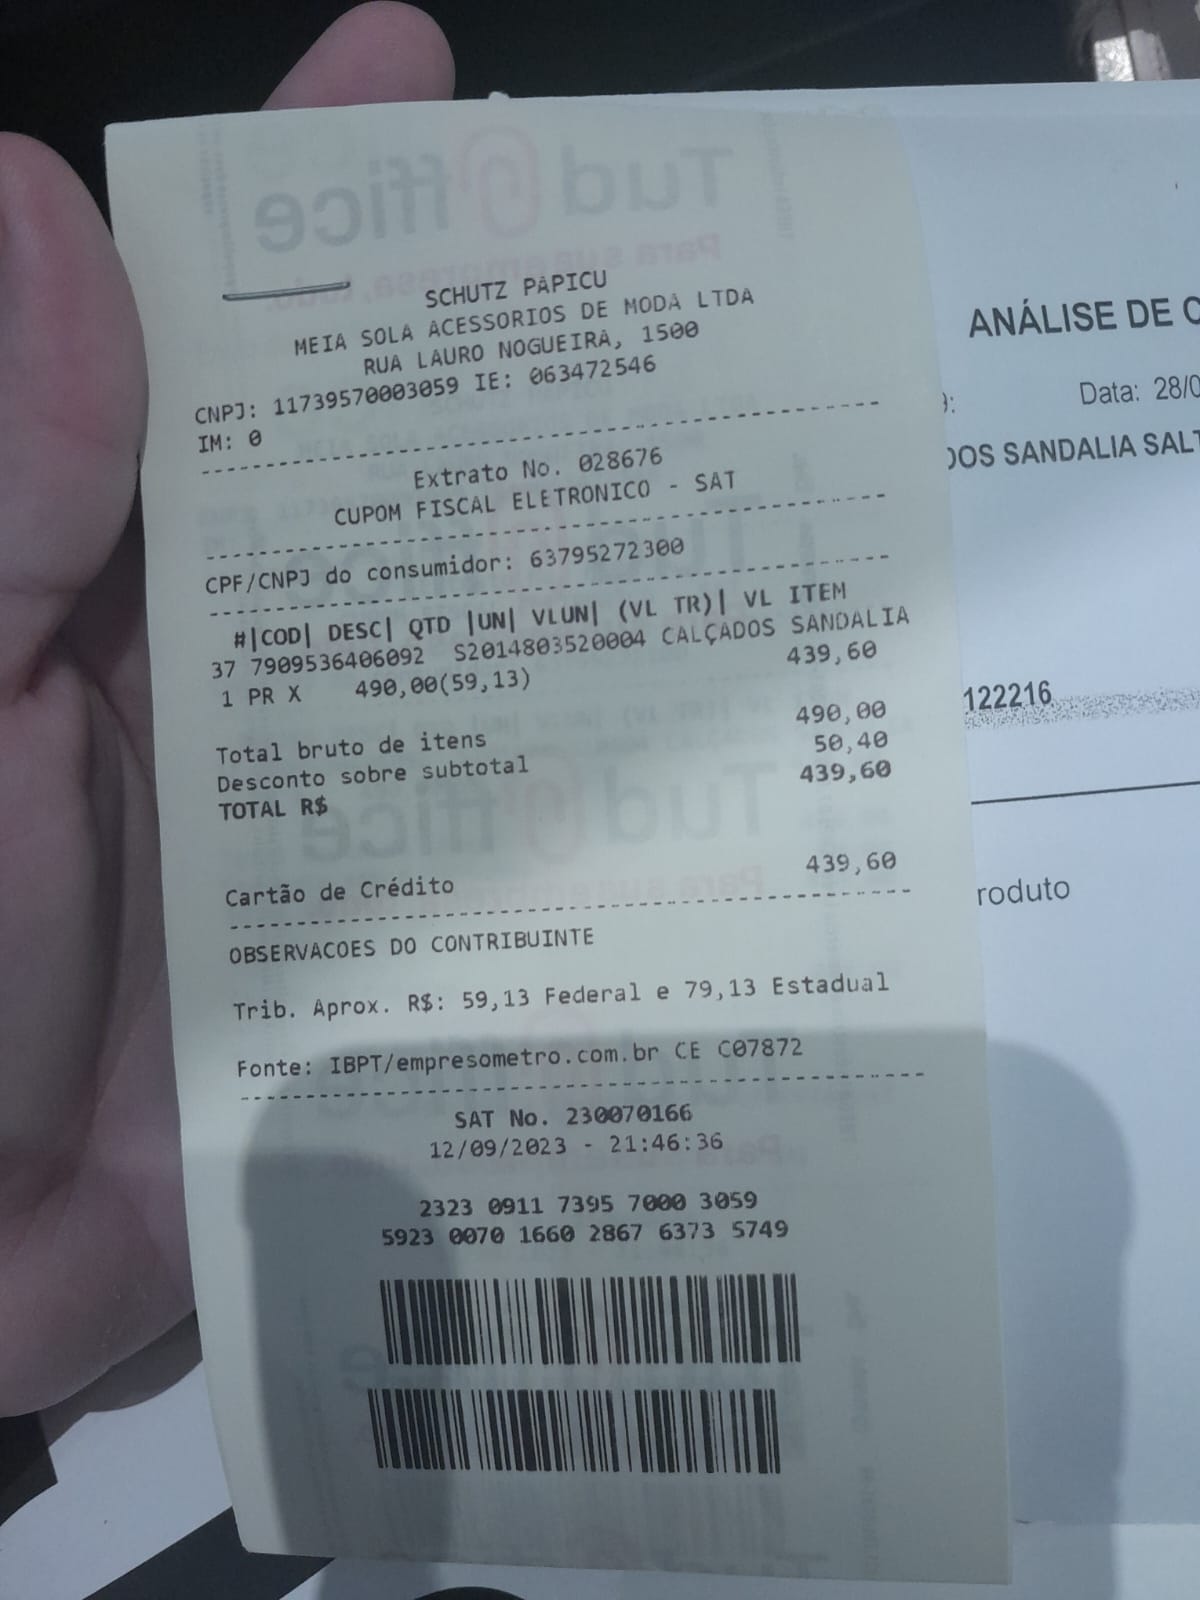 SCHUTZ PAPICU
MEIA SOLA ACESSORIOS DE MODA LTDA
RUA LAURO NOGUEIRA, 1500
CNPJ: 11739570003059 IE: 063472546
IM: 0
Extrato No. 028676
CUPOM FISCAL ELETRONICO - SAT
CPF/CNPJ do consumidor: 63795272300
#|COD| DESC| QTD |UN| VLUN| (VL TR)| VL ITEM
37 7909536406092 S2014803520004 CALÇADOS SANDALIA
1 PR X 490,00(59,13) 439,60
Total bruto de itens 490,00
Desconto sobre subtotal 50,40
TOTAL R$ 439,60
Cartão de Crédito 439,60
OBSERVACOES DO CONTRIBUINTE
Trib. Aprox. R$: 59,13 Federal e 79,13 Estadual
Fonte: IBPT/empresometro.com.br CE C07872
SAT No. 230070166
12/09/2023 - 21:46:36
2323 0911 7395 7000 3059
5923 0070 1660 2867 6373 5749
Tud Office
Para sua empresa, tudo.
ANÁLISE DE C
Data: 28/0
DOS SANDALIA SALT
122216
roduto